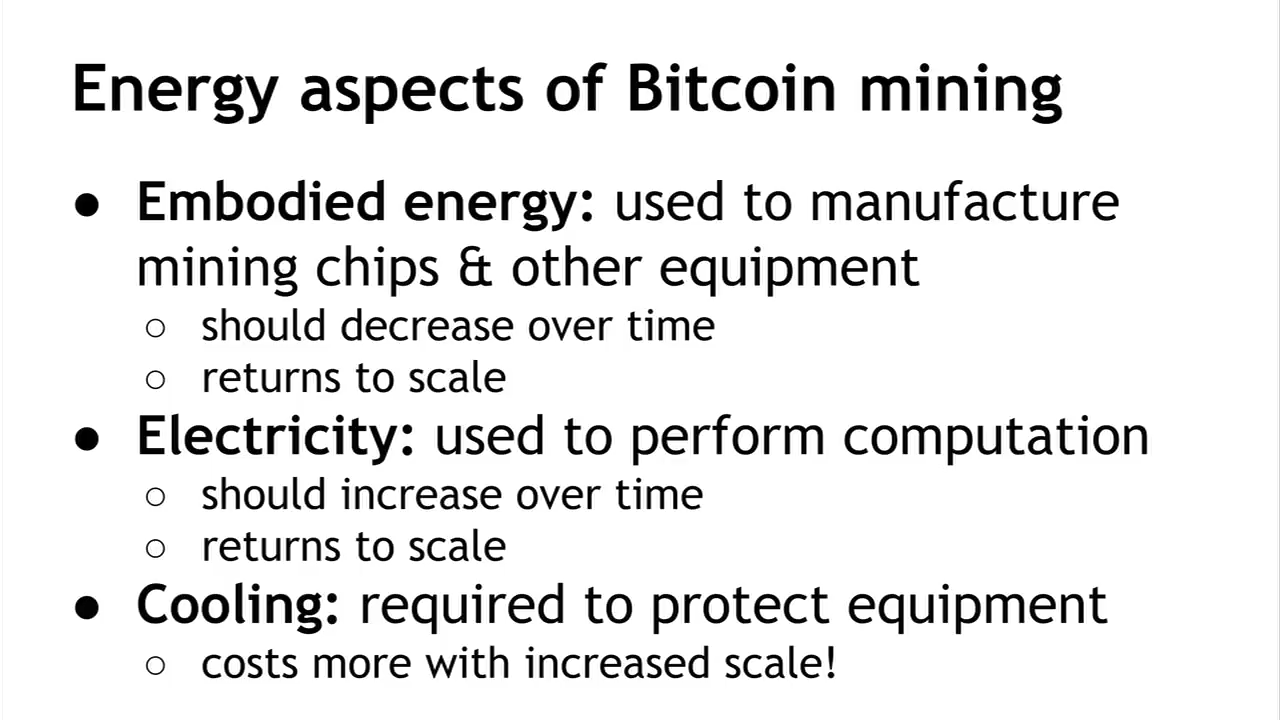 Energy aspects of Bitcoin mining
● Embodied energy: used to manufacture
mining chips & other equipment
○ should decrease over time
○ returns to scale
● Electricity: used to perform computation
○ should increase over time
○ returns to scale
● Cooling: required to protect equipment
○ costs more with increased scale!